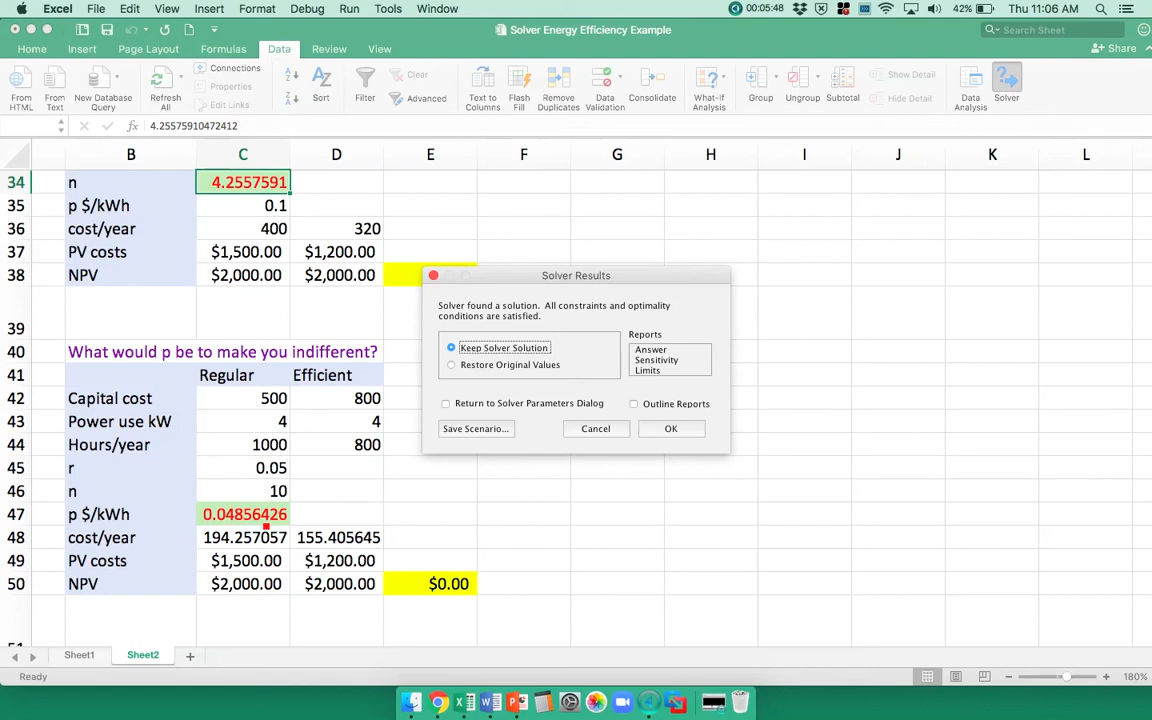 Excel File Edit View Insert Format Debug Run Tools Window 00:05:48 42% Thu 11:06 AM
Solver Energy Efficiency Example Search Sheet
Home Insert Page Layout Formulas Data Review View Share
From HTML From Text New Database Query Refresh All Connections Properties Edit Links Sort Filter Clear Advanced Text to Columns Flash Fill Remove Duplicates Data Validation Consolidate What-If Analysis Group Ungroup Subtotal Show Detail Hide Detail Data Analysis Solver
fx 4.25575910472412
B C D E F G H I J K L
34 n 4.2557591
35 p $/kWh 0.1
36 cost/year 400 320
37 PV costs $1,500.00 $1,200.00
38 NPV $2,000.00 $2,000.00
39
40 What would p be to make you indifferent?
41 Regular Efficient
42 Capital cost 500 800
43 Power use kW 4 4
44 Hours/year 1000 800
45 r 0.05
46 n 10
47 p $/kWh 0.04856426
48 cost/year 194.257057 155.405645
49 PV costs $1,500.00 $1,200.00
50 NPV $2,000.00 $2,000.00 $0.00
Solver Results
Solver found a solution. All constraints and optimality
conditions are satisfied.
Keep Solver Solution
Restore Original Values
Reports
Answer
Sensitivity
Limits
Return to Solver Parameters Dialog Outline Reports
Save Scenario... Cancel OK
Sheet1 Sheet2
Ready 180%